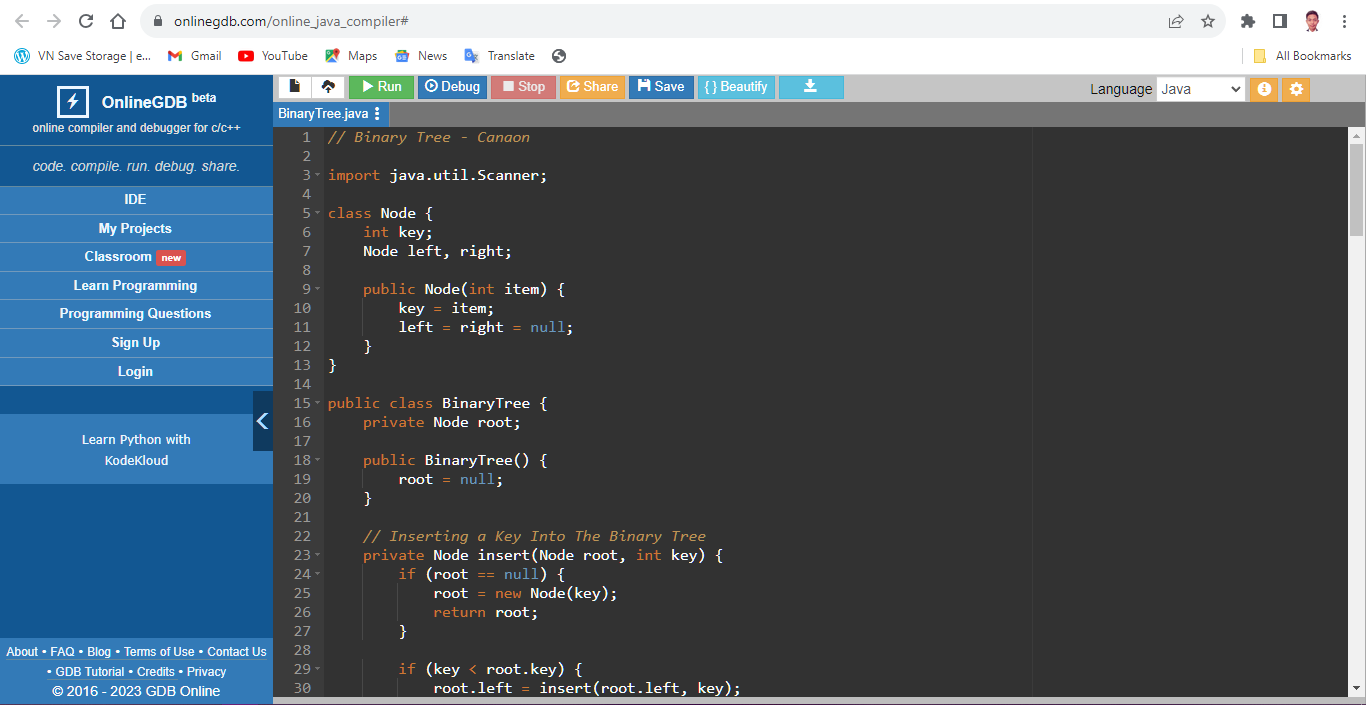 onlinegdb.com/online_java_compiler#
VN Save Storage | e... Gmail YouTube Maps News Translate All Bookmarks
OnlineGDB beta
online compiler and debugger for c/c++
code. compile. run. debug. share.
IDE
My Projects
Classroom new
Learn Programming
Programming Questions
Sign Up
Login
Learn Python with
KodeKloud
About • FAQ • Blog • Terms of Use • Contact Us
• GDB Tutorial • Credits • Privacy
© 2016 - 2023 GDB Online
Run Debug Stop Share Save { } Beautify Language Java
BinaryTree.java
1 // Binary Tree - Canaon
2
3 import java.util.Scanner;
4
5 class Node {
6     int key;
7     Node left, right;
8
9     public Node(int item) {
10         key = item;
11         left = right = null;
12     }
13 }
14
15 public class BinaryTree {
16     private Node root;
17
18     public BinaryTree() {
19         root = null;
20     }
21
22     // Inserting a Key Into The Binary Tree
23     private Node insert(Node root, int key) {
24         if (root == null) {
25             root = new Node(key);
26             return root;
27         }
28
29         if (key < root.key) {
30             root.left = insert(root.left, key);